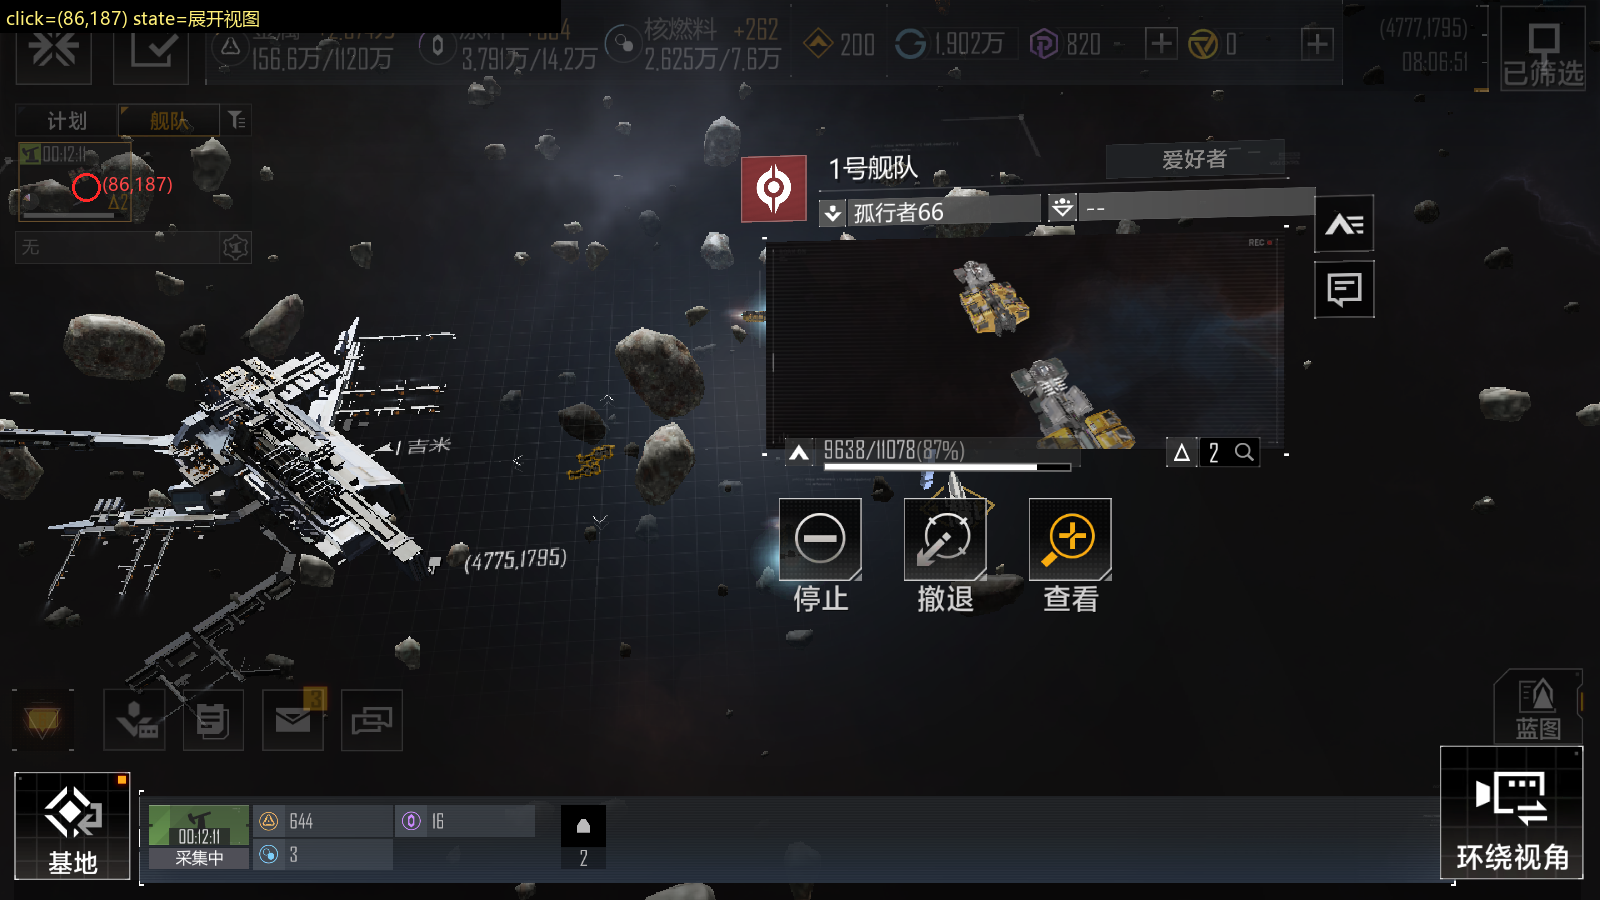 click=(86,187) state=展开视图
156.6万/1120万
3.791万/14.2万
核燃料 +262
2.625万/7.6万
200
1.902万
820
0
(4777,1795)
08:06:51
已筛选
计划
舰队
00:12:11
(86,187)
2
无
1号舰队
爱好者
孤行者66
--
REC
吉米
9638/11078(87%)
2
(4775,1795)
停止
撤退
查看
3
蓝图
基地
00:12:11
采集中
644
16
3
2
环绕视角